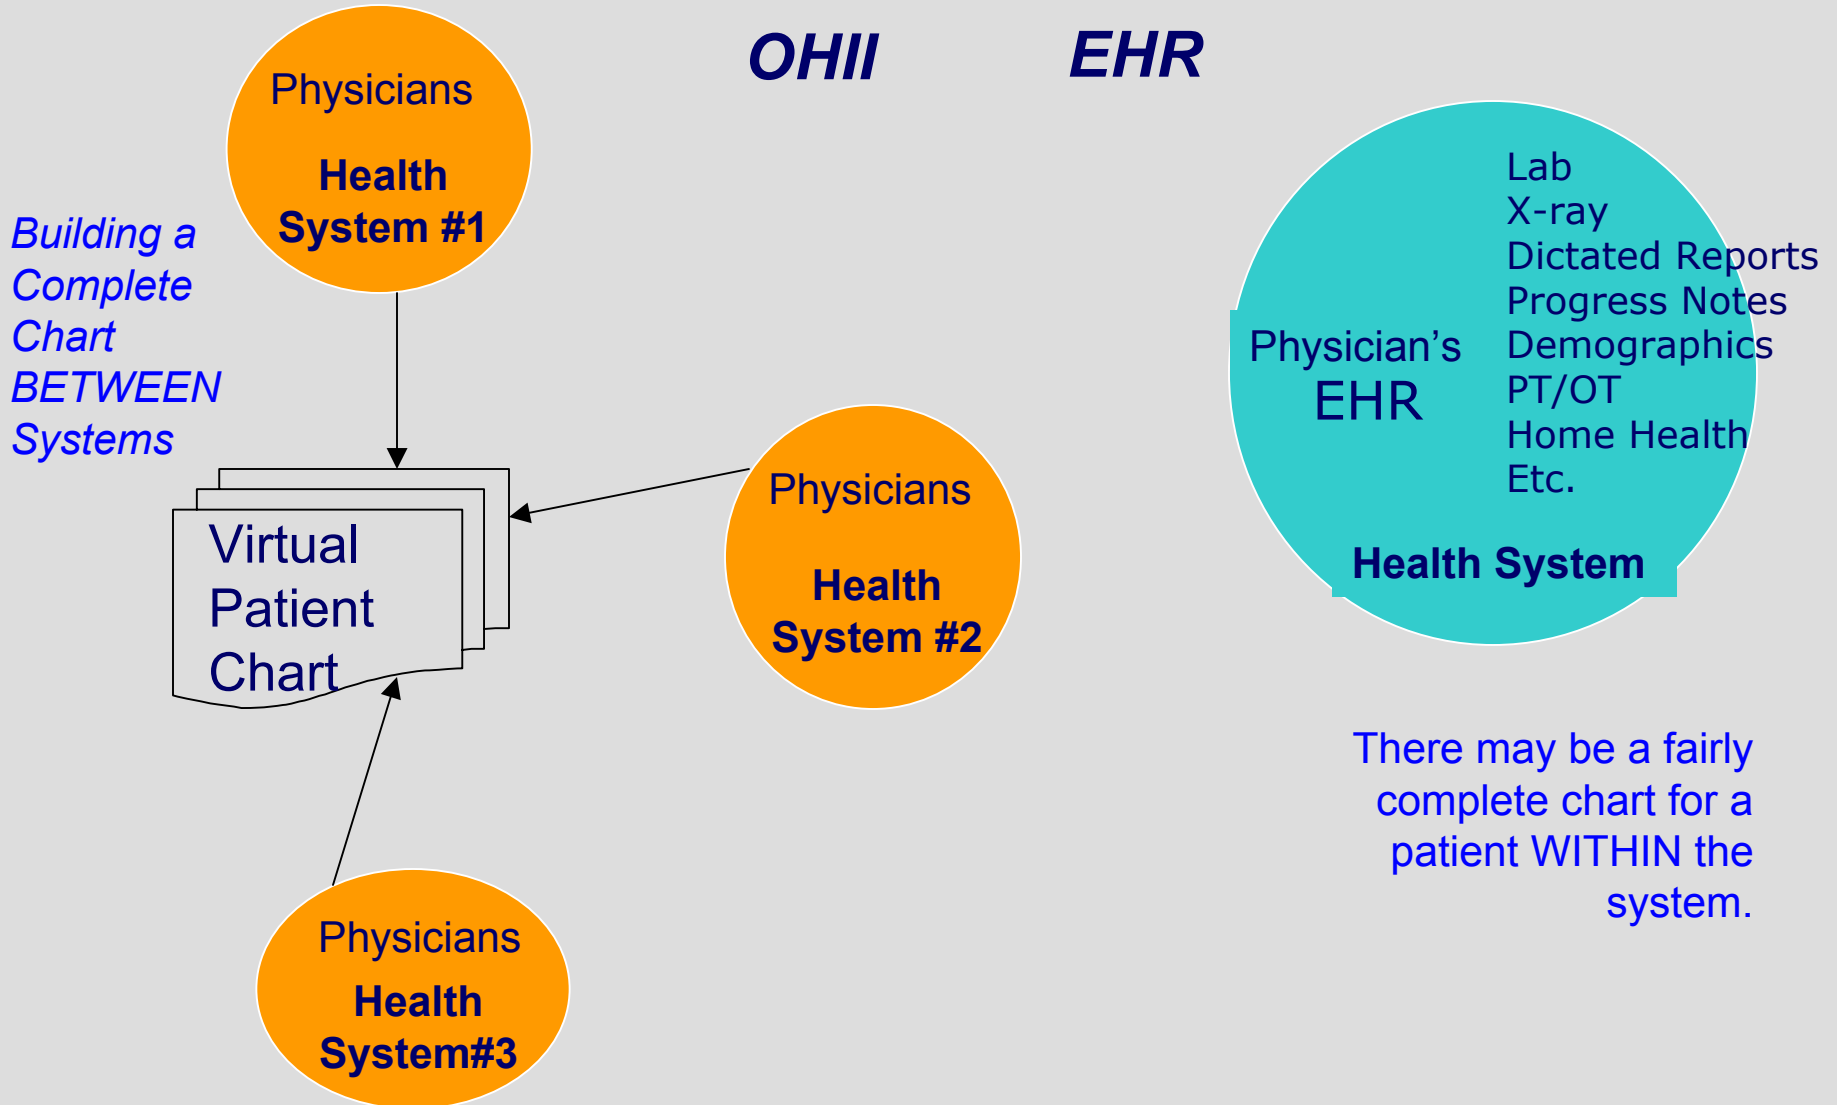 OHII
EHR
Physicians
Health
System #1
Building a
Complete
Chart
BETWEEN
Systems
Virtual
Patient
Chart
Physicians
Health
System #2
Physicians
Health
System#3
Physician’s
EHR
Lab
X-ray
Dictated Reports
Progress Notes
Demographics
PT/OT
Home Health
Etc.
Health System
There may be a fairly
complete chart for a
patient WITHIN the
system.